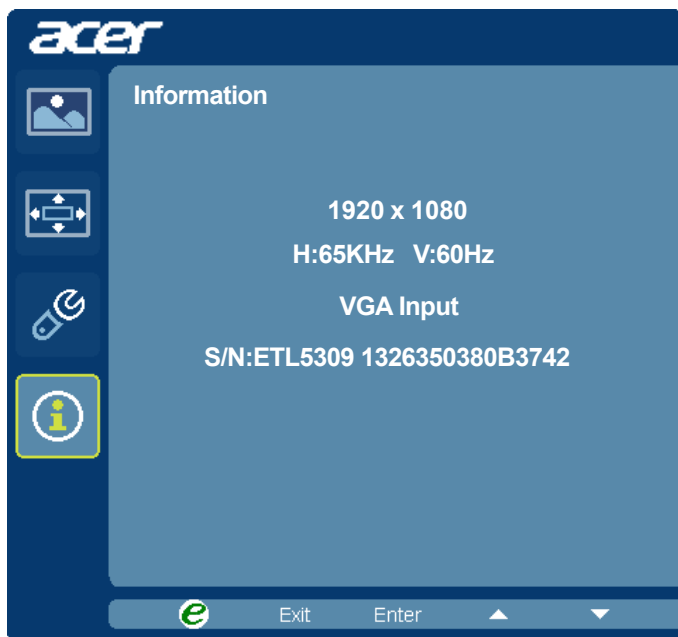 acer
Information
1920 x 1080
H:65KHz V:60Hz
VGA Input
S/N:ETL5309 1326350380B3742
e Exit Enter